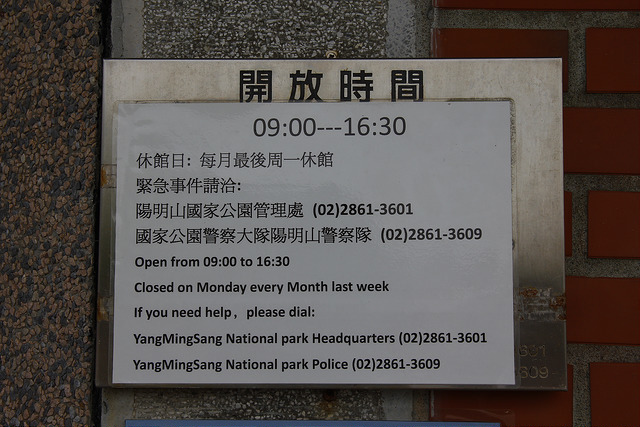 開放時間
09:00---16:30
休館日: 每月最後周一休館
緊急事件請洽:
陽明山國家公園管理處 (02)2861-3601
國家公園警察大隊陽明山警察隊 (02)2861-3609
Open from 09:00 to 16:30
Closed on Monday every Month last week
If you need help，please dial:
YangMingSang National park Headquarters (02)2861-3601
YangMingSang National park Police (02)2861-3609